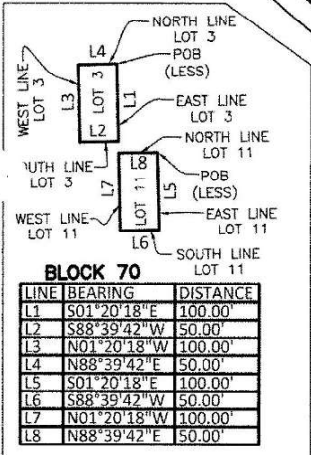 NORTH LINE
LOT 3
L4
POB
(LESS)
WEST LINE
LOT 3
L3
LOT 3
L1
EAST LINE
LOT 3
L2
UTH LINE
LOT 3
NORTH LINE
LOT 11
L8
POB
(LESS)
L7
LOT 11
L5
WEST LINE
LOT 11
EAST LINE
LOT 11
L6
SOUTH LINE
LOT 11
BLOCK 70
LINE BEARING DISTANCE
L1 S01°20'18"E 100.00'
L2 S88°39'42"W 50.00'
L3 N01°20'18"W 100.00'
L4 N88°39'42"E 50.00'
L5 S01°20'18"E 100.00'
L6 S88°39'42"W 50.00'
L7 N01°20'18"W 100.00'
L8 N88°39'42"E 50.00'